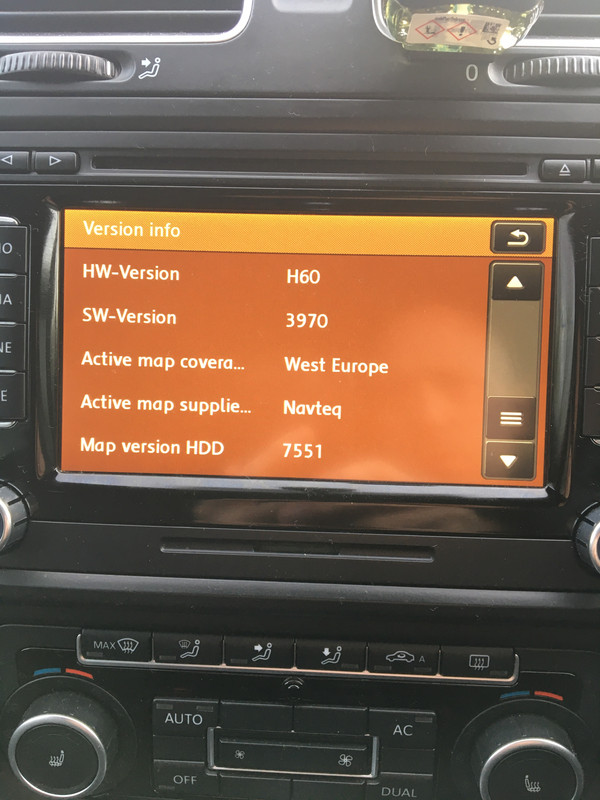 0
Version info
HW-Version H60
SW-Version 3970
Active map covera... West Europe
Active map supplie... Navteq
Map version HDD 7551
MAX
A
AUTO
AC
OFF
DUAL